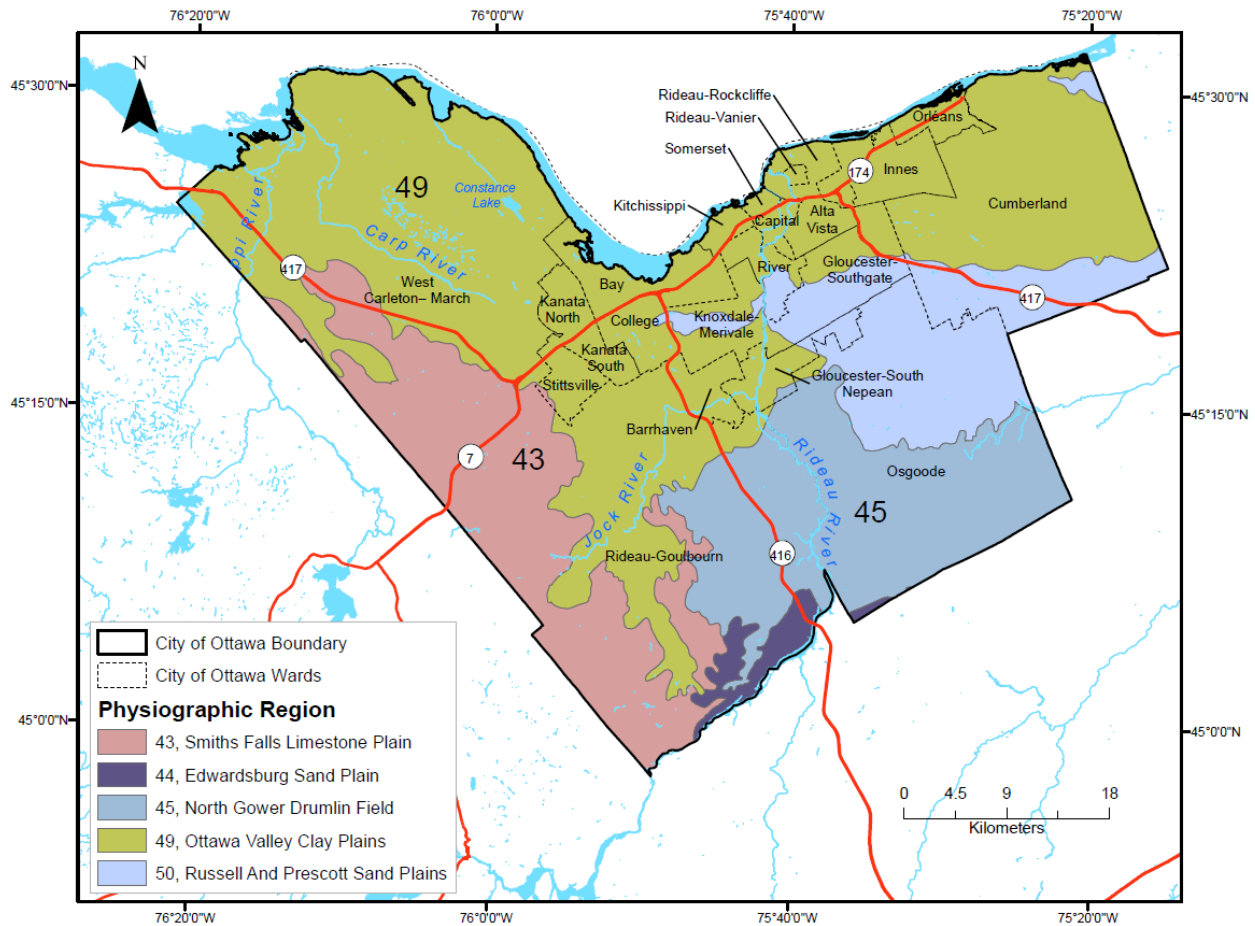 76°20'0"W
76°0'0"W
75°40'0"W
75°20'0"W
N
45°30'0"N
45°30'0"N
Rideau-Rockcliffe
Rideau-Vanier
Somerset
Kitchissippi
Orléans
174
Innes
49
Constance
Lake
Capital
Alta
Vista
Cumberland
ppi River
Carp River
417
West
Carleton– March
Bay
River
Gloucester-
Southgate
417
Kanata
North
College
Knoxdale-
Merivale
Kanata
South
Stittsville
Gloucester-South
Nepean
45°15'0"N
45°15'0"N
Barrhaven
7
43
Rideau River
Osgoode
45
Jock River
Rideau-Goulbourn
416
City of Ottawa Boundary
City of Ottawa Wards
Physiographic Region
43, Smiths Falls Limestone Plain
44, Edwardsburg Sand Plain
45, North Gower Drumlin Field
49, Ottawa Valley Clay Plains
50, Russell And Prescott Sand Plains
45°0'0"N
45°0'0"N
0 4.5 9 18
Kilometers
76°20'0"W
76°0'0"W
75°40'0"W
75°20'0"W